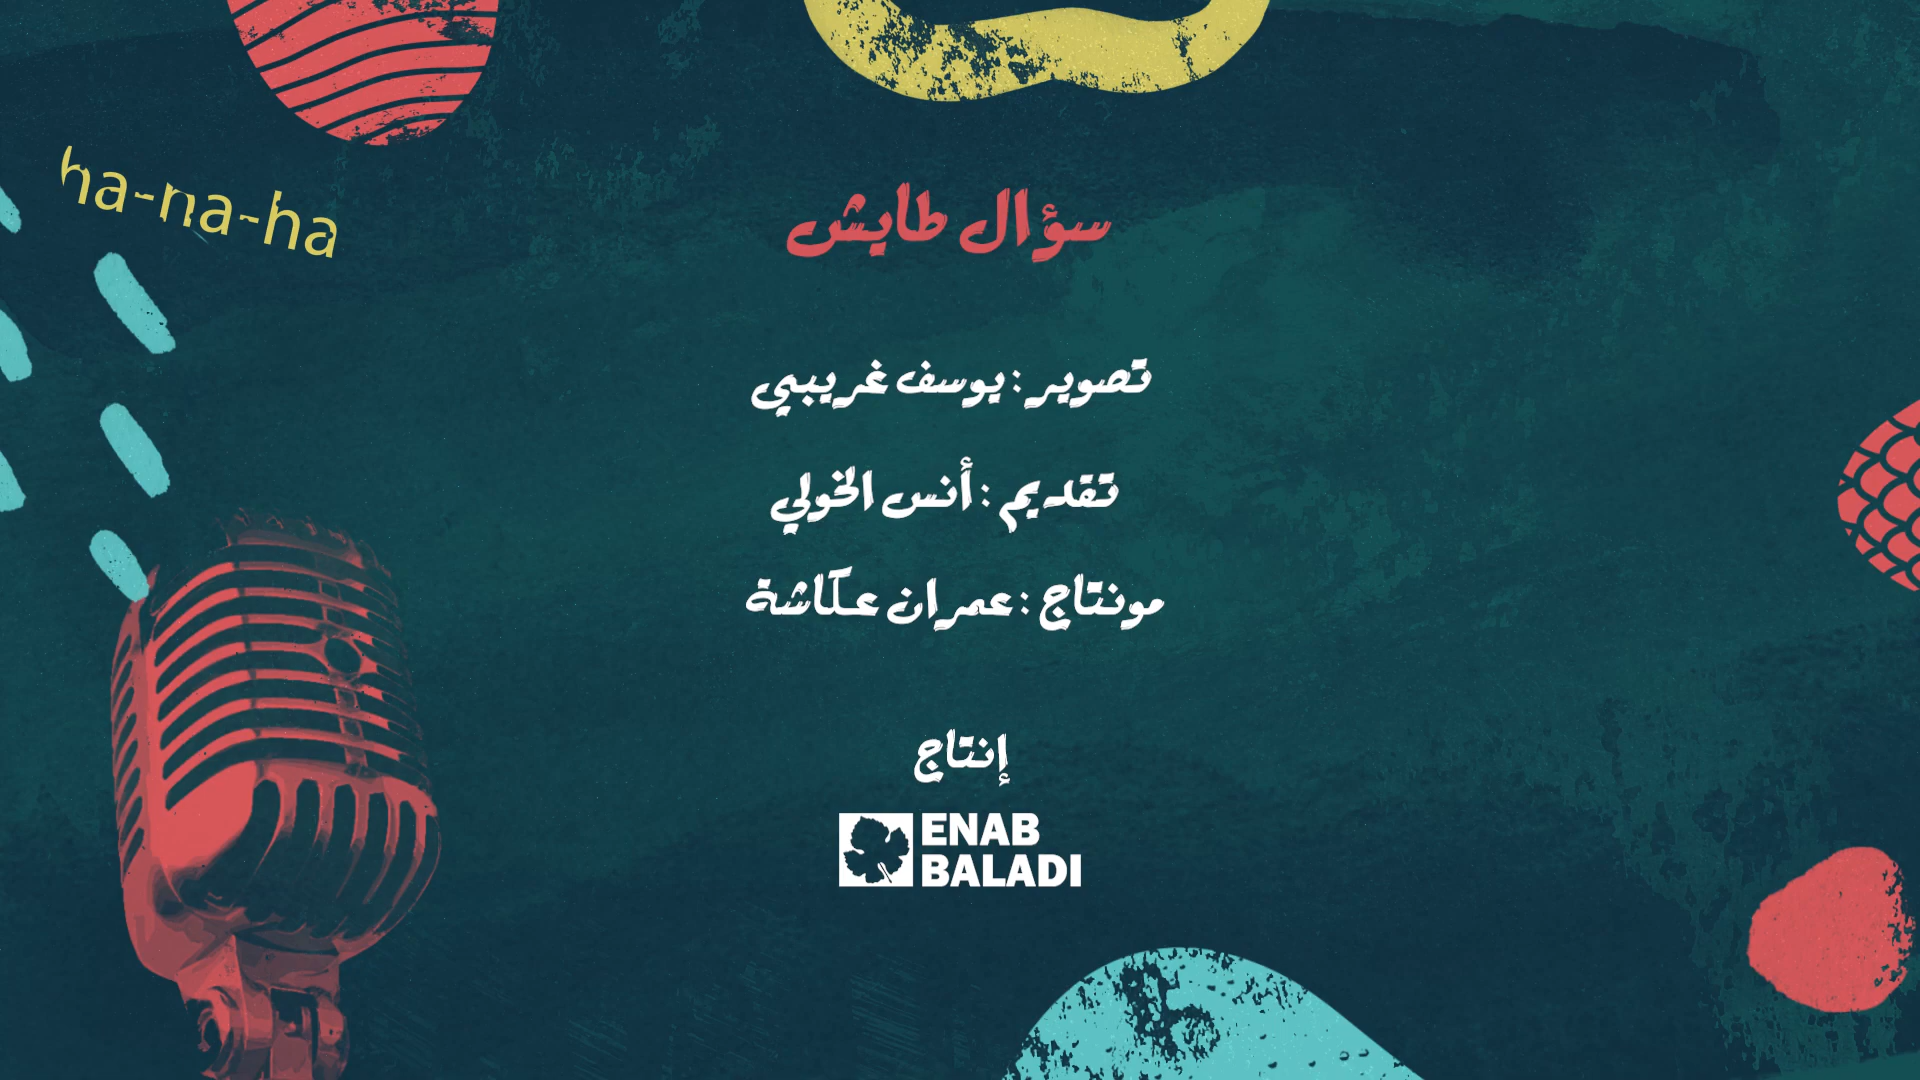 ha-na-ha
سؤال طايش
تصوير : يوسف غريبي
تقديم : أنس الخولي
مونتاج : عمران عكاشة
إنتاج
ENAB
BALADI